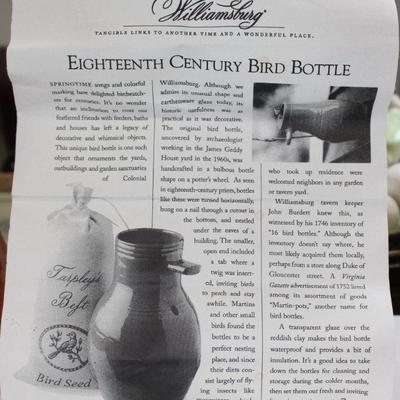 Williamsburg
TANGIBLE LINKS TO ANOTHER TIME AND A WONDERFUL PLACE.
EIGHTEENTH CENTURY BIRD BOTTLE
SPRINGTIME songs and colorful
marking have delighted birdwatch-
ers for centuries. It's no wonder
that an inclination to coax our
feathered friends with feeders, baths
and houses has left a legacy of
decorative and whimsical objects.
This unique bird bottle is one such
object that ornaments the yards,
outbuildings and garden sanctuaries
of Colonial
Williamsburg. Although we
admire its unusual shape and
earthenware glaze today, its
historic usefulness was as
practical as it was decorative.
The original bird bottle,
uncovered by archaeologists
working in the James Geddy
House yard in the 1960s, was
handcrafted in a bulbous bottle
shape on a potter's wheel. As seen
in eighteenth-century prints, bottles
like these were turned horizontally,
hung on a nail through a cutout in
the bottom, and nestled
under the eaves of a
building. The smaller,
open end included
a tab where a
twig was insert-
ed, inviting birds
to perch and stay
awhile. Martins
and other small
birds found the
bottles to be a
perfect nesting
place, and since
their diets con-
sist largely of fly-
ing insects like
who took up residence were
welcomed neighbors in any garden
or tavern yard.
Williamsburg tavern keeper
John Burdett knew this, as
witnessed by his 1746 inventory of
"16 bird bottles." Although the
inventory doesn't say where, he
most likely acquired them locally,
perhaps from a store along Duke of
Gloucester street. A Virginia
Gazette advertisement of 1752 listed
among its assortment of goods
"Martin-pots," another name for
bird bottles.
A transparent glaze over the
reddish clay makes the bird bottle
waterproof and provides a bit of
insulation. It's a good idea to take
down the bottles for cleaning and
storage during the colder months,
then set them out fresh and inviting
Tarpley's
Best
Bird Seed